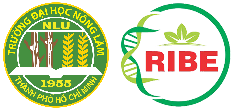 TRƯỜNG ĐẠI HỌC NÔNG LÂM
NLU
1955
THÀNH PHỐ HỒ CHÍ MINH
RIBE